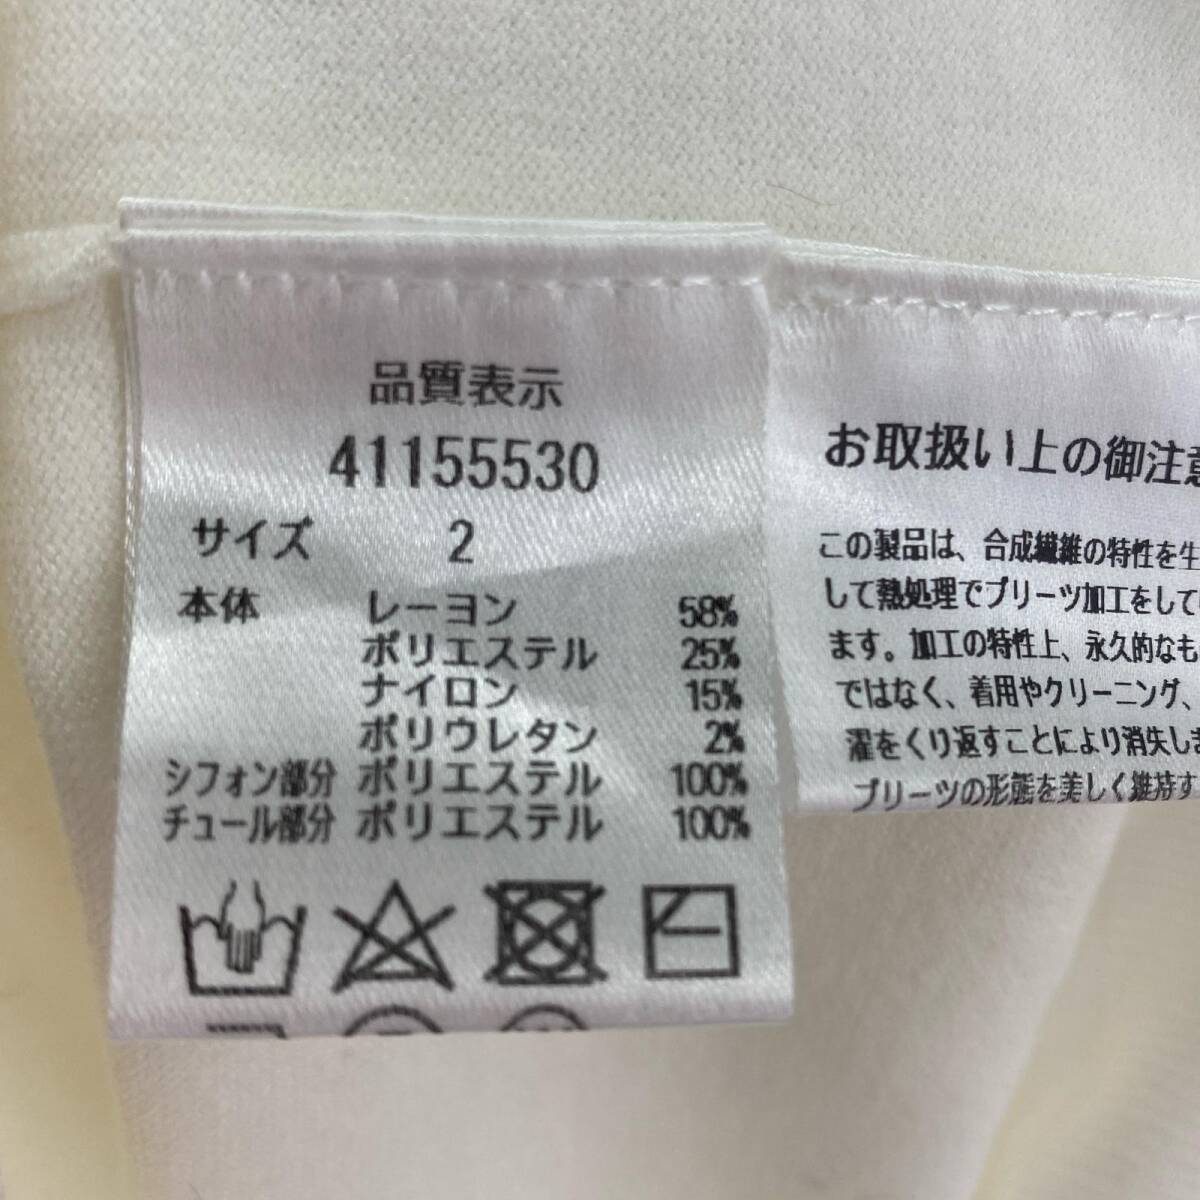 品質表示
41155530
サイズ 2
本体 レーヨン 58%
ポリエステル 25%
ナイロン 15%
ポリウレタン 2%
シフォン部分 ポリエステル 100%
チュール部分 ポリエステル 100%
お取扱い上の御注意
この製品は、合成繊維の特性を生
して熱処理でプリーツ加工をして
ます。加工の特性上、永久的なも
ではなく、着用やクリーニング、
濯をくり返すことにより消失しま
プリーツの形態を美しく維持す